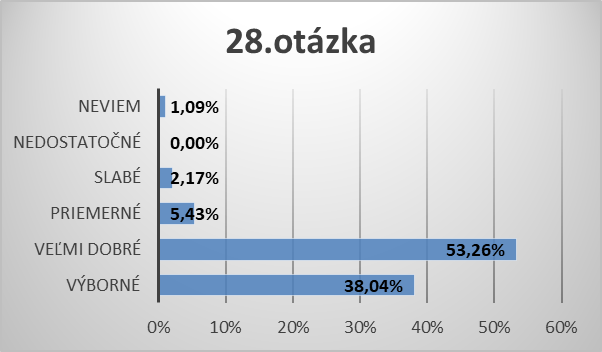 28.otázka
NEVIEM 1,09%
NEDOSTATOČNÉ 0,00%
SLABÉ 2,17%
PRIEMERNÉ 5,43%
VEĽMI DOBRÉ 53,26%
VÝBORNÉ 38,04%
0% 10% 20% 30% 40% 50% 60%